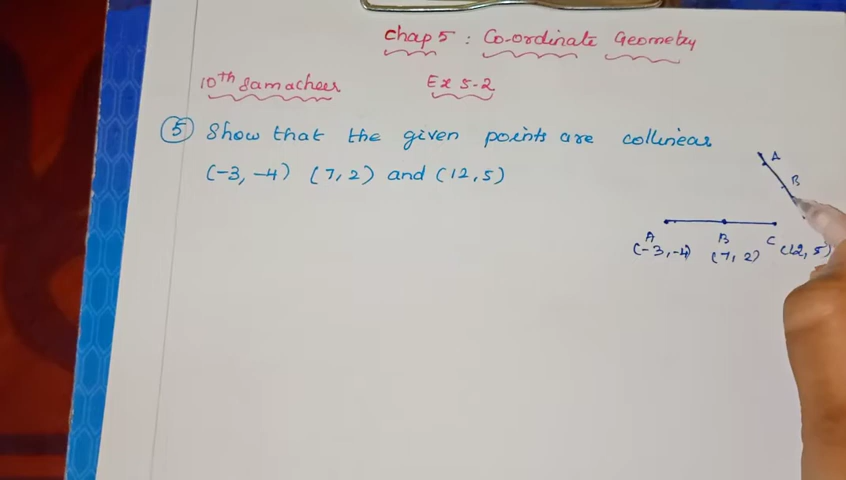 Chap 5 : Co-ordinate Geometry
10th Samacheer Ex 5-2
5 Show that the given points are collinear
(-3, -4) (7, 2) and (12, 5)
A
B
A B C
(-3, -4) (7, 2) (12, 5)